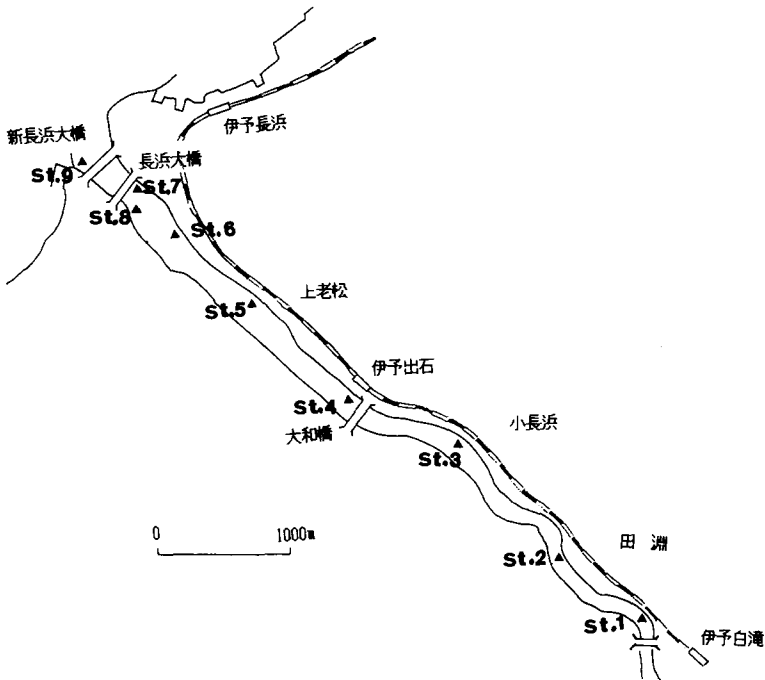 伊予長浜
新長浜大橋
長浜大橋
St.9
St.7
St.8
St.6
上老松
St.5
伊予出石
St.4
大和橋
小長浜
St.3
0 1000m
田淵
St.2
St.1
伊予白滝